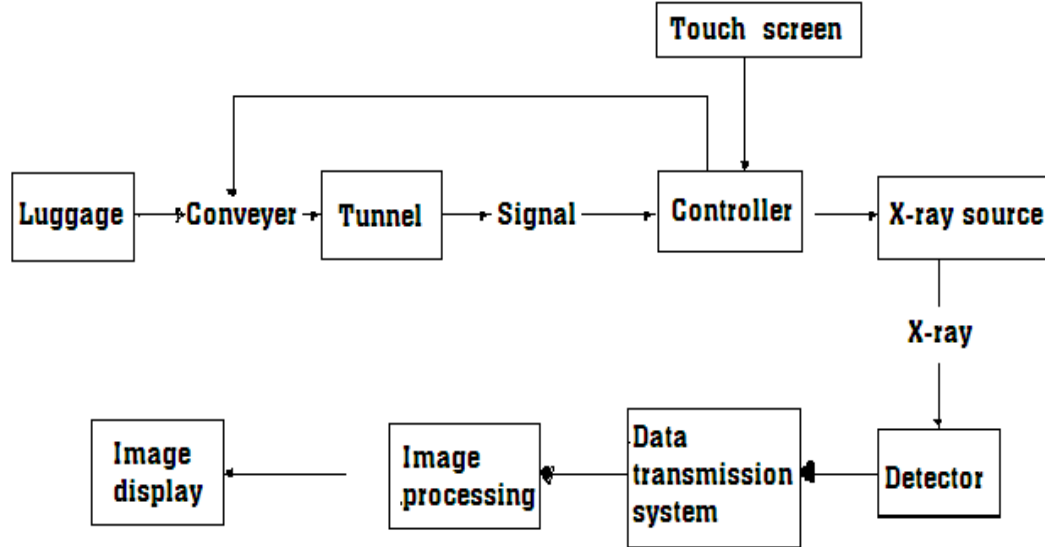 Touch screen
Luggage
Conveyer
Tunnel
Signal
Controller
X-ray source
X-ray
Image
display
Image
processing
Data
transmission
system
Detector